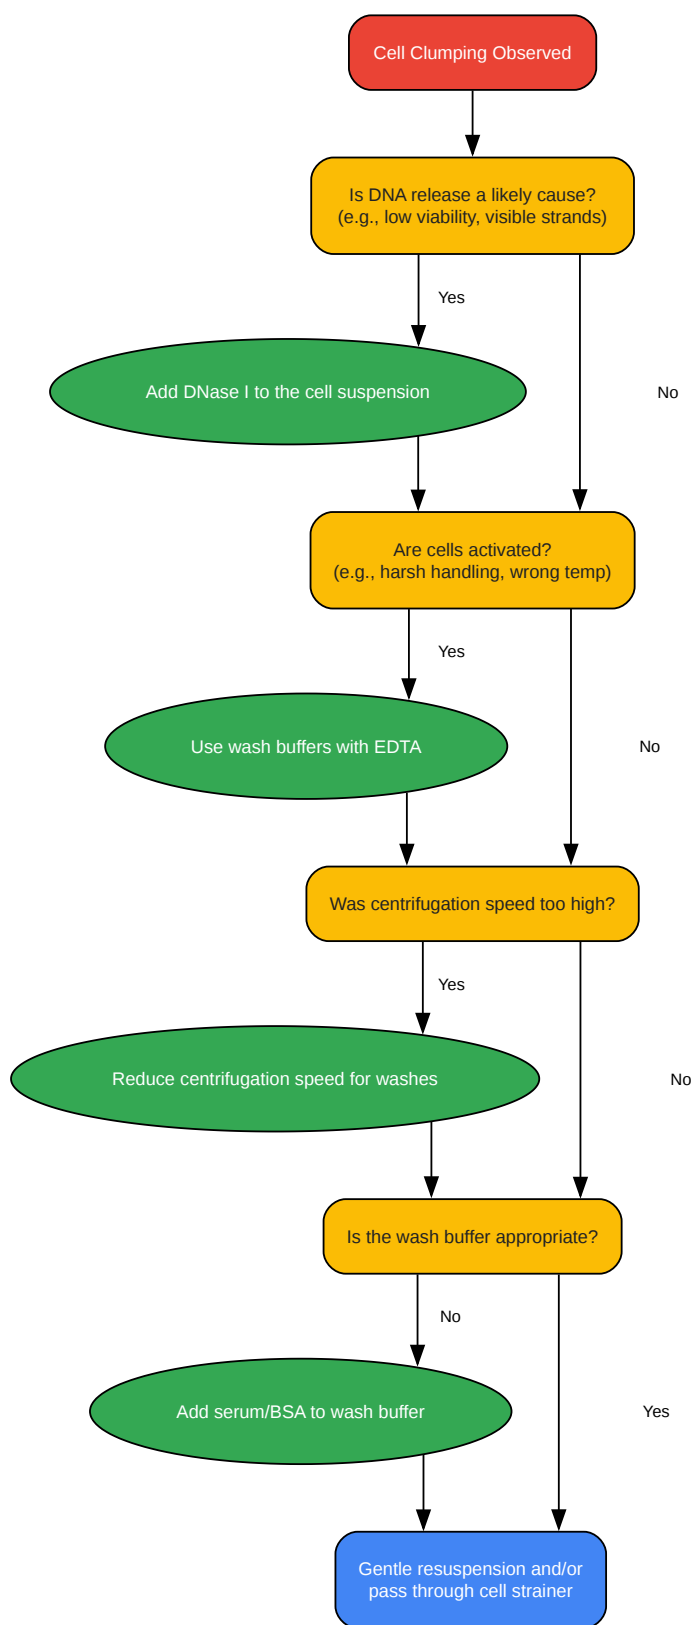 Cell Clumping Observed
Is DNA release a likely cause?
(e.g., low viability, visible strands)
Yes
Add DNase I to the cell suspension
No
Are cells activated?
(e.g., harsh handling, wrong temp)
Yes
Use wash buffers with EDTA
No
Was centrifugation speed too high?
Yes
Reduce centrifugation speed for washes
No
Is the wash buffer appropriate?
No
Add serum/BSA to wash buffer
Yes
Gentle resuspension and/or
pass through cell strainer